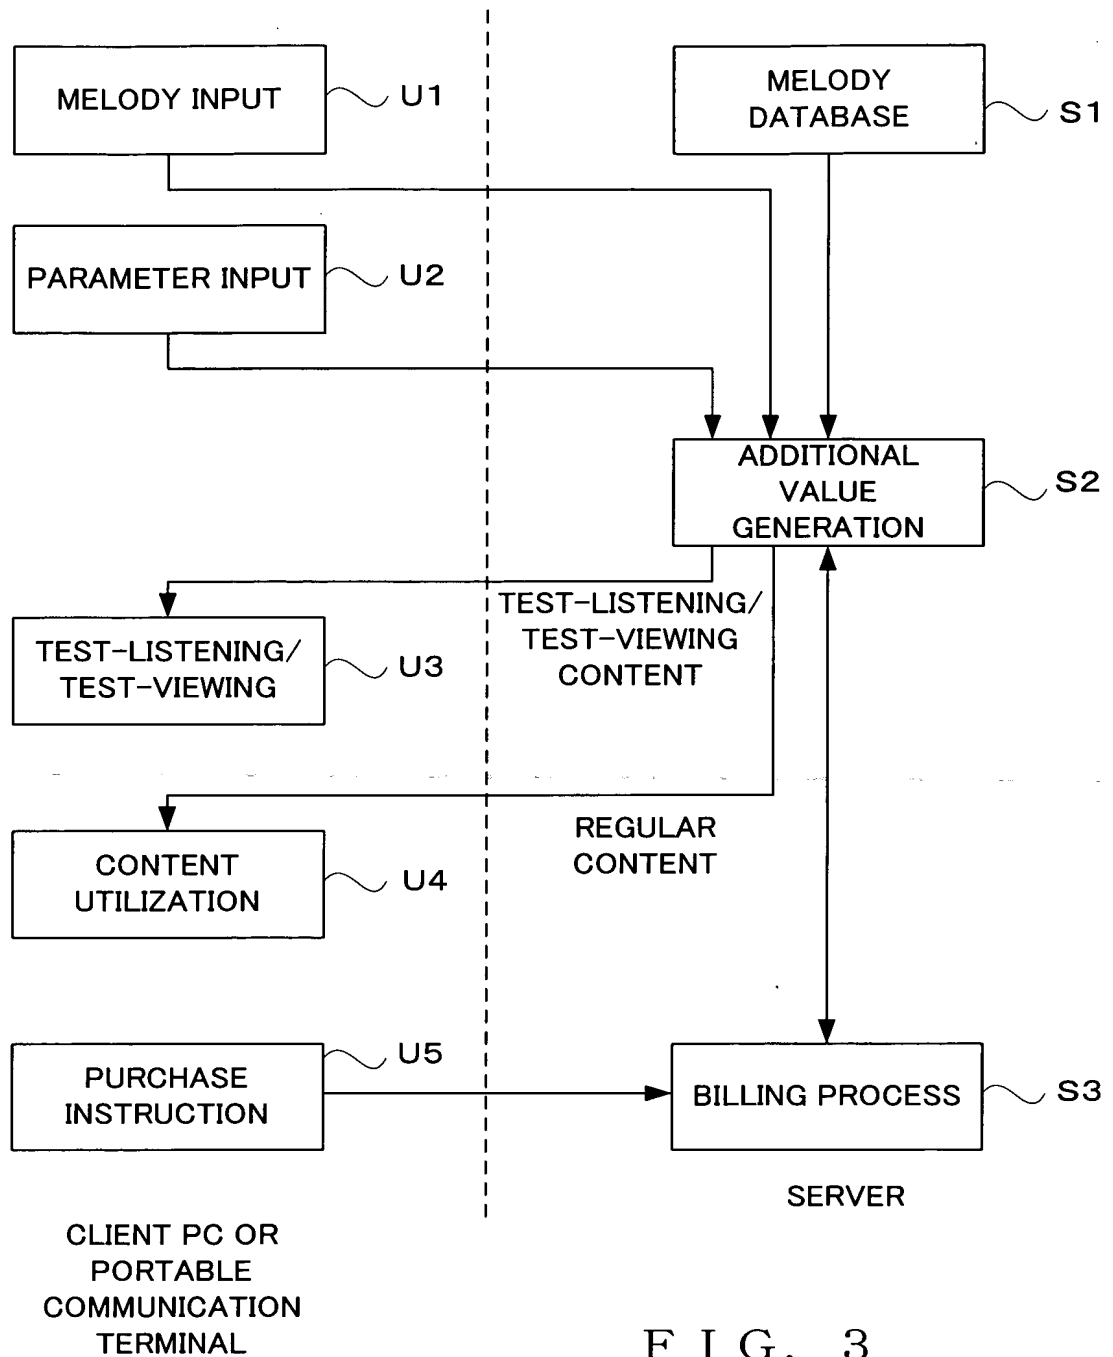 MELODY INPUT
U1
MELODY
DATABASE
S1
PARAMETER INPUT
U2
ADDITIONAL
VALUE
GENERATION
S2
TEST-LISTENING/
TEST-VIEWING
CONTENT
TEST-LISTENING/
TEST-VIEWING
U3
REGULAR
CONTENT
CONTENT
UTILIZATION
U4
PURCHASE
INSTRUCTION
U5
BILLING PROCESS
S3
SERVER
CLIENT PC OR
PORTABLE
COMMUNICATION
TERMINAL
FIG. 3